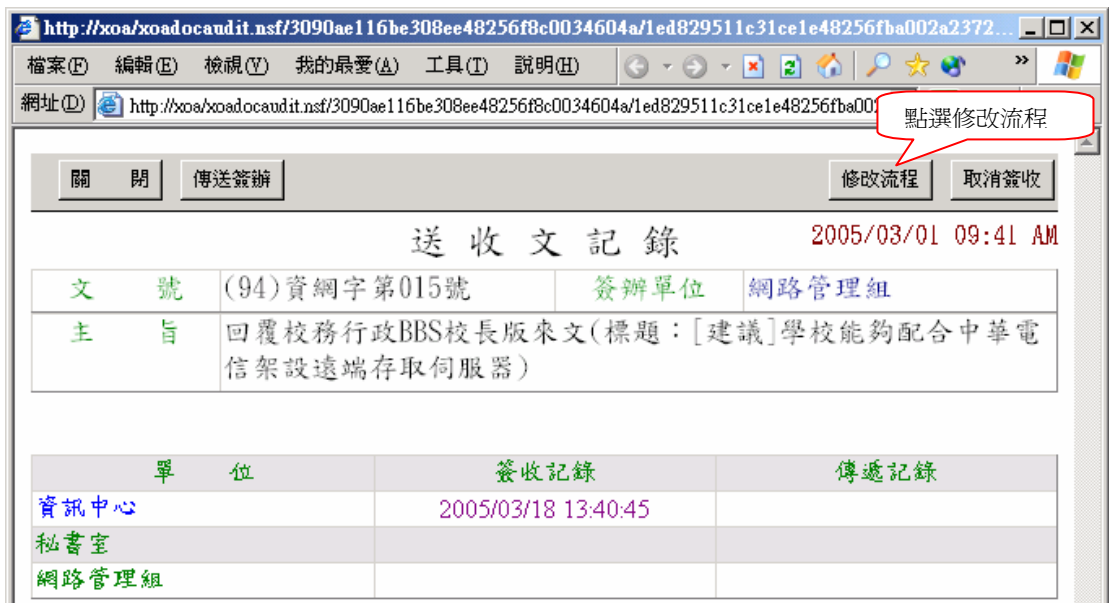 http://xoa/xoadocaudit.nsf/3090ae116be308ee48256f8c0034604a/1ed829511c31ce1e48256fba002a2372...
檔案(F) 編輯(E) 檢視(V) 我的最愛(A) 工具(T) 說明(H) »
網址(D) http://xoa/xoadocaudit.nsf/3090ae116be308ee48256f8c0034604a/1ed829511c31ce1e48256fba002
點選修改流程
關 閉 傳送簽辦 修改流程 取消簽收
送收文記錄 2005/03/01 09:41 AM
文 號 (94)資網字第015號 簽辦單位 網路管理組
主 旨 回覆校務行政BBS校長版來文(標題：[建議]學校能夠配合中華電
信架設遠端存取伺服器)
單 位 簽收記錄 傳遞記錄
資訊中心 2005/03/18 13:40:45
秘書室
網路管理組